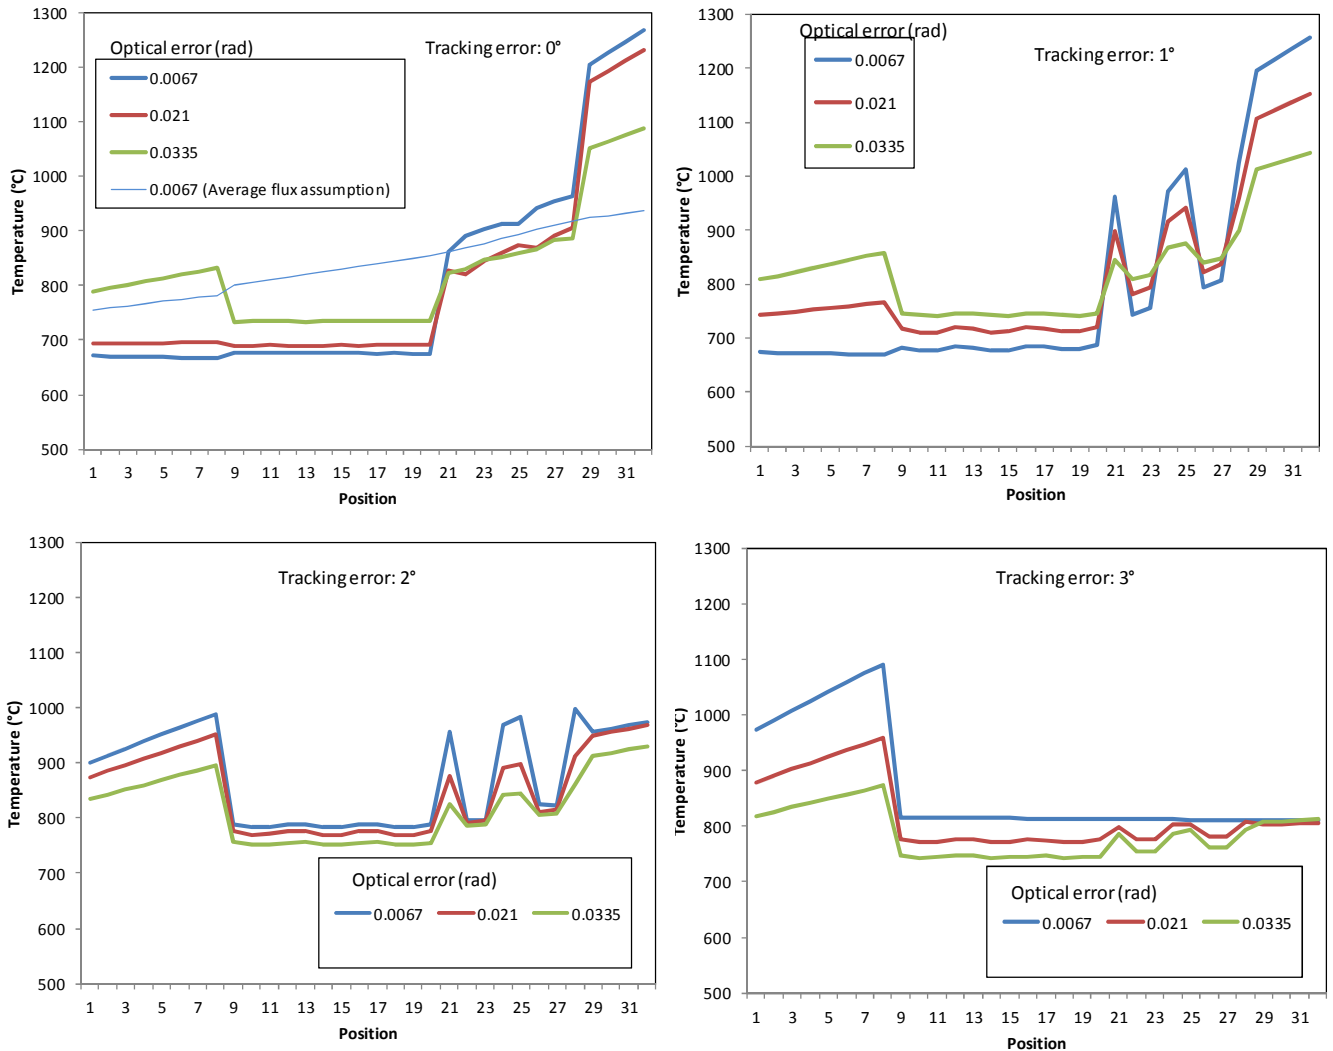 Optical error (rad)
0.0067
0.021
0.0335
0.0067 (Average flux assumption)
Tracking error: 0°
Temperature (°C)
1300
1200
1100
1000
900
800
700
600
500
1 3 5 7 9 11 13 15 17 19 21 23 25 27 29 31
Position
Optical error (rad)
0.0067
0.021
0.0335
Tracking error: 1°
Temperature (°C)
1300
1200
1100
1000
900
800
700
600
500
1 3 5 7 9 11 13 15 17 19 21 23 25 27 29 31
Position
Tracking error: 2°
Temperature (°C)
1300
1200
1100
1000
900
800
700
600
500
Optical error (rad)
0.0067 0.021 0.0335
1 3 5 7 9 11 13 15 17 19 21 23 25 27 29 31
Position
Tracking error: 3°
Temperature (°C)
1300
1200
1100
1000
900
800
700
600
500
Optical error (rad)
0.0067 0.021 0.0335
1 3 5 7 9 11 13 15 17 19 21 23 25 27 29 31
Position